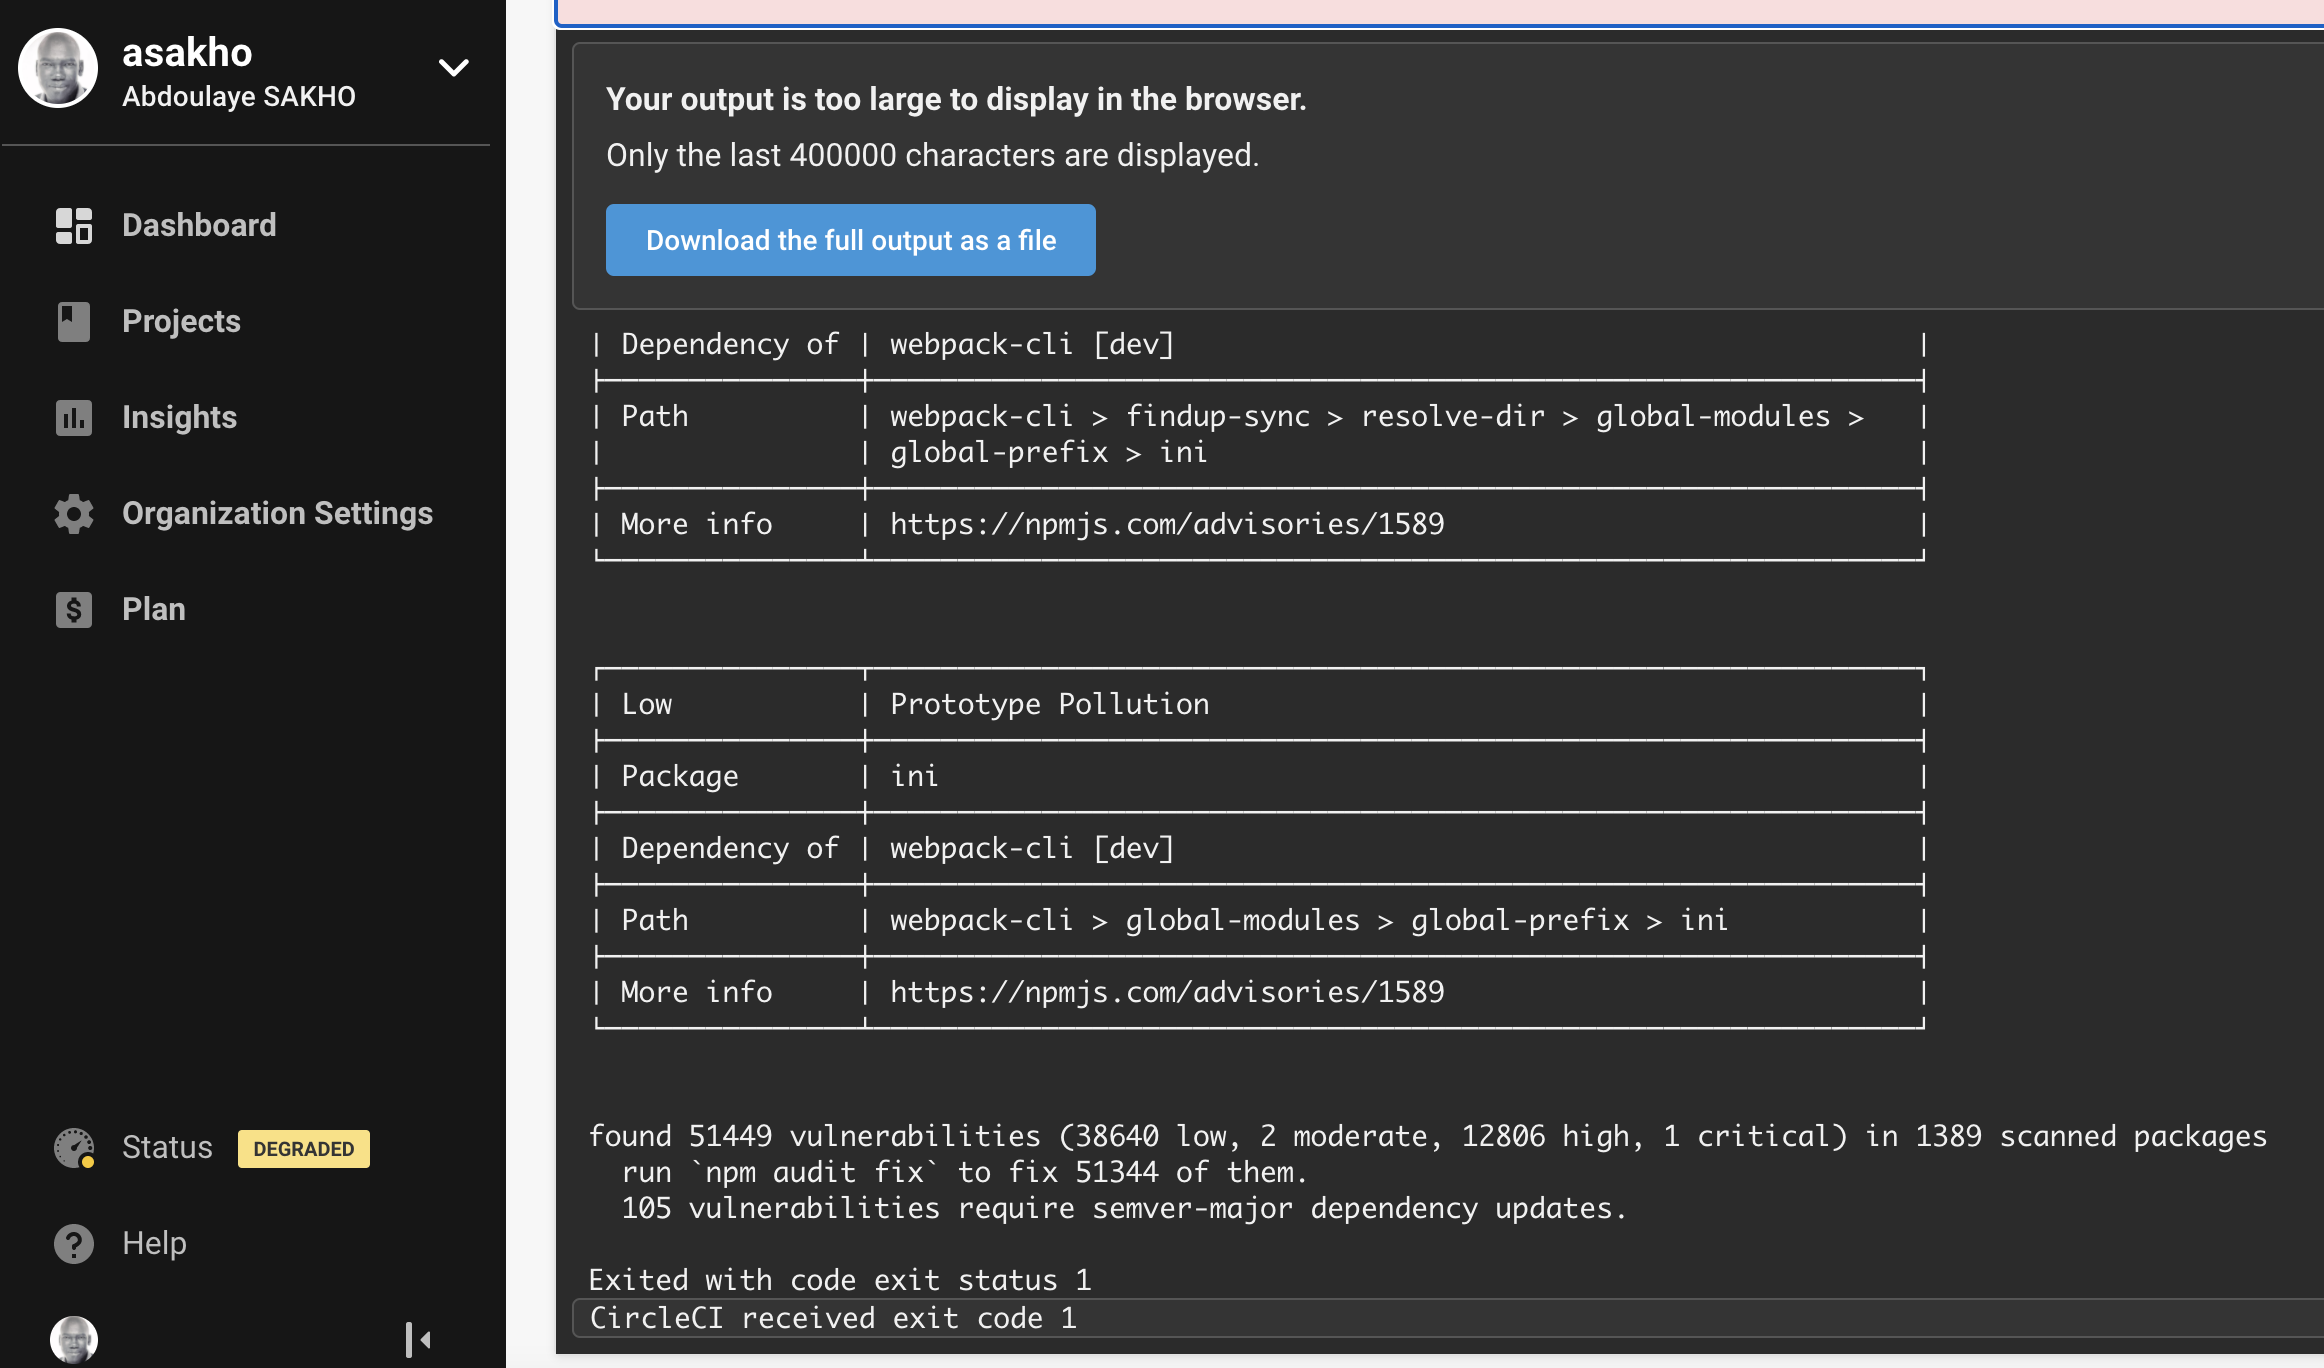 asakho
Abdoulaye SAKHO
Dashboard
Projects
Insights
Organization Settings
Plan
Status DEGRADED
Help
Your output is too large to display in the browser.
Only the last 400000 characters are displayed.
Download the full output as a file
| Dependency of | webpack-cli [dev] |
| Path | webpack-cli > findup-sync > resolve-dir > global-modules > |
| | global-prefix > ini |
| More info | https://npmjs.com/advisories/1589 |
| Low | Prototype Pollution |
| Package | ini |
| Dependency of | webpack-cli [dev] |
| Path | webpack-cli > global-modules > global-prefix > ini |
| More info | https://npmjs.com/advisories/1589 |
found 51449 vulnerabilities (38640 low, 2 moderate, 12806 high, 1 critical) in 1389 scanned packages
run `npm audit fix` to fix 51344 of them.
105 vulnerabilities require semver-major dependency updates.
Exited with code exit status 1
CircleCI received exit code 1